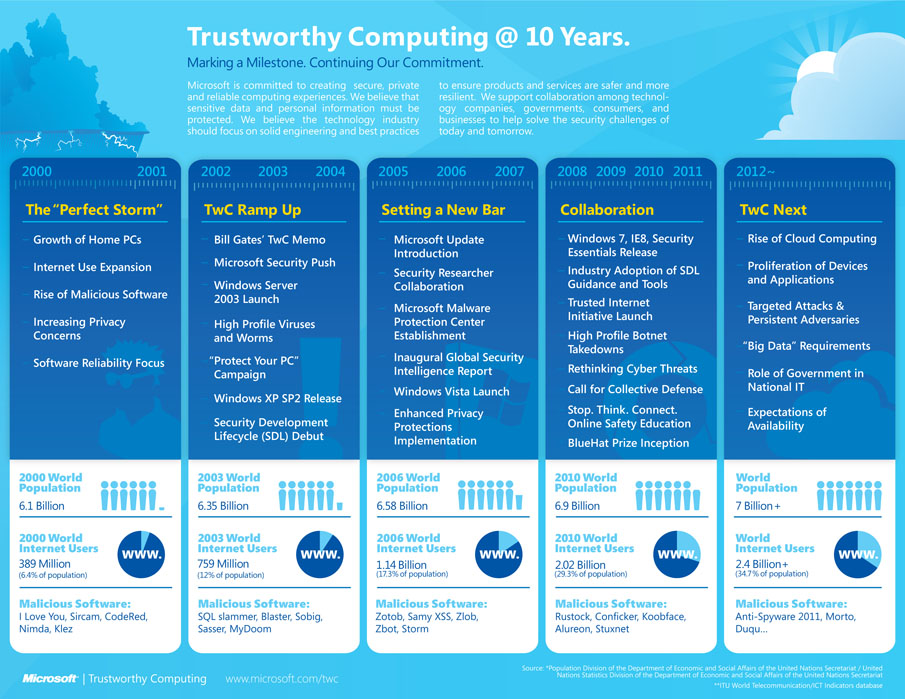 Trustworthy Computing @ 10 Years.
Marking a Milestone. Continuing Our Commitment.
Microsoft is committed to creating secure, private
and reliable computing experiences. We believe that
sensitive data and personal information must be
protected. We believe the technology industry
should focus on solid engineering and best practices
to ensure products and services are safer and more
resilient. We support collaboration among technol-
ogy companies, governments, consumers, and
businesses to help solve the security challenges of
today and tomorrow.
2000 2001
The "Perfect Storm"
Growth of Home PCs
Internet Use Expansion
Rise of Malicious Software
Increasing Privacy
Concerns
Software Reliability Focus
2000 World
Population
6.1 Billion
2000 World
Internet Users
389 Million
(6.4% of population)
www.
Malicious Software:
I Love You, Sircam, CodeRed,
Nimda, Klez
2002 2003 2004
TwC Ramp Up
Bill Gates' TwC Memo
Microsoft Security Push
Windows Server
2003 Launch
High Profile Viruses
and Worms
"Protect Your PC"
Campaign
Windows XP SP2 Release
Security Development
Lifecycle (SDL) Debut
2003 World
Population
6.35 Billion
2003 World
Internet Users
759 Million
(12% of population)
www.
Malicious Software:
SQL slammer, Blaster, Sobig,
Sasser, MyDoom
2005 2006 2007
Setting a New Bar
Microsoft Update
Introduction
Security Researcher
Collaboration
Microsoft Malware
Protection Center
Establishment
Inaugural Global Security
Intelligence Report
Windows Vista Launch
Enhanced Privacy
Protections
Implementation
2006 World
Population
6.58 Billion
2006 World
Internet Users
1.14 Billion
(17.3% of population)
www.
Malicious Software:
Zotob, Samy XSS, Zlob,
Zbot, Storm
2008 2009 2010 2011
Collaboration
Windows 7, IE8, Security
Essentials Release
Industry Adoption of SDL
Guidance and Tools
Trusted Internet
Initiative Launch
High Profile Botnet
Takedowns
Rethinking Cyber Threats
Call for Collective Defense
Stop. Think. Connect.
Online Safety Education
BlueHat Prize Inception
2010 World
Population
6.9 Billion
2010 World
Internet Users
2.02 Billion
(29.3% of population)
www.
Malicious Software:
Rustock, Conficker, Koobface,
Alureon, Stuxnet
2012~
TwC Next
Rise of Cloud Computing
Proliferation of Devices
and Applications
Targeted Attacks &
Persistent Adversaries
"Big Data" Requirements
Role of Government in
National IT
Expectations of
Availability
World
Population
7 Billion+
World
Internet Users
2.4 Billion+
(34.7% of population)
www.
Malicious Software:
Anti-Spyware 2011, Morto,
Duqu...
Microsoft | Trustworthy Computing www.microsoft.com/twc
Source: *Population Division of the Department of Economic and Social Affairs of the United Nations Secretariat / United
Nations Statistics Division of the Department of Economic and Social Affairs of the United Nations Secretariat
**ITU World Telecommunication/ICT Indicators database